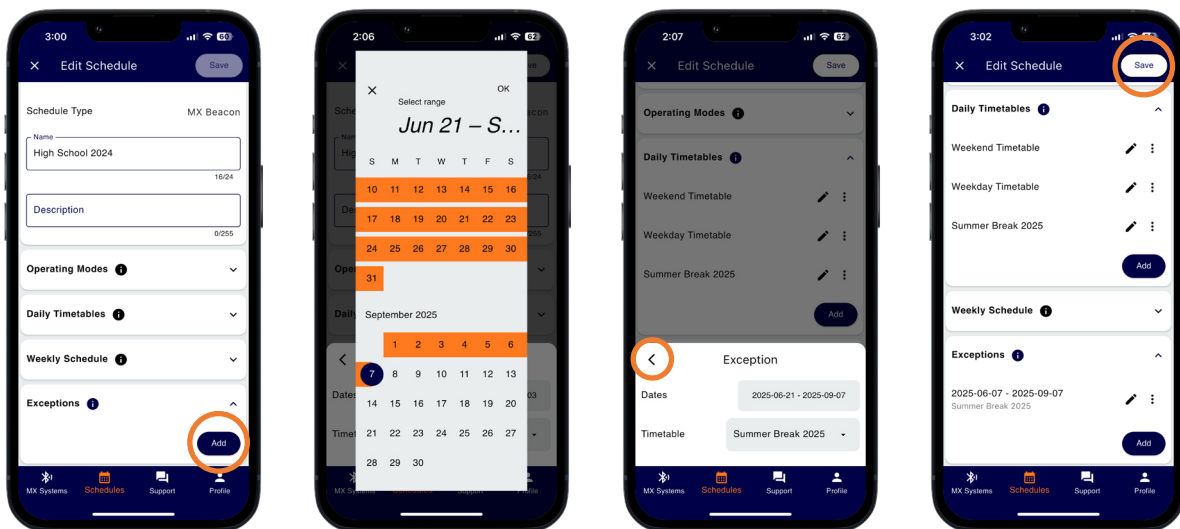 3:00
62
Edit Schedule
Save
Schedule Type MX Beacon
Name
High School 2024
16/24
Description
0/255
Operating Modes
Daily Timetables
Weekly Schedule
Exceptions
Add
MX Systems Schedules Support Profile
2:06
62
OK
Select range
Jun 21 – S...
S M T W T F S
10 11 12 13 14 15 16
17 18 19 20 21 22 23
24 25 26 27 28 29 30
31
September 2025
1 2 3 4 5 6
7 8 9 10 11 12 13
14 15 16 17 18 19 20
21 22 23 24 25 26 27
28 29 30
2:07
62
Edit Schedule
Save
Operating Modes
Daily Timetables
Weekend Timetable
Weekday Timetable
Summer Break 2025
Add
Exception
Dates 2025-06-21 - 2025-09-07
Timetable Summer Break 2025
MX Systems Schedules Support Profile
3:02
Edit Schedule
Save
Daily Timetables
Weekend Timetable
Weekday Timetable
Summer Break 2025
Add
Weekly Schedule
Exceptions
2025-06-07 - 2025-09-07
Summer Break 2025
Add
MX Systems Schedules Support Profile